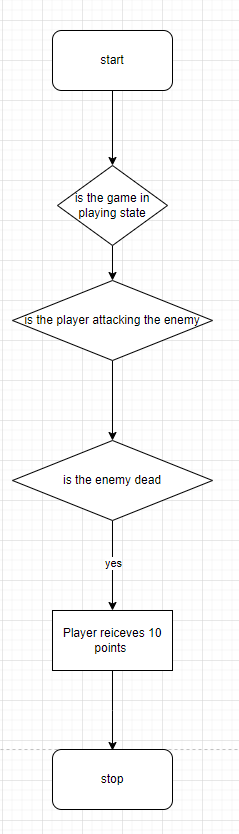 start
is the game in
playing state
is the player attacking the enemy
is the enemy dead
yes
Player reiceves 10
points
stop